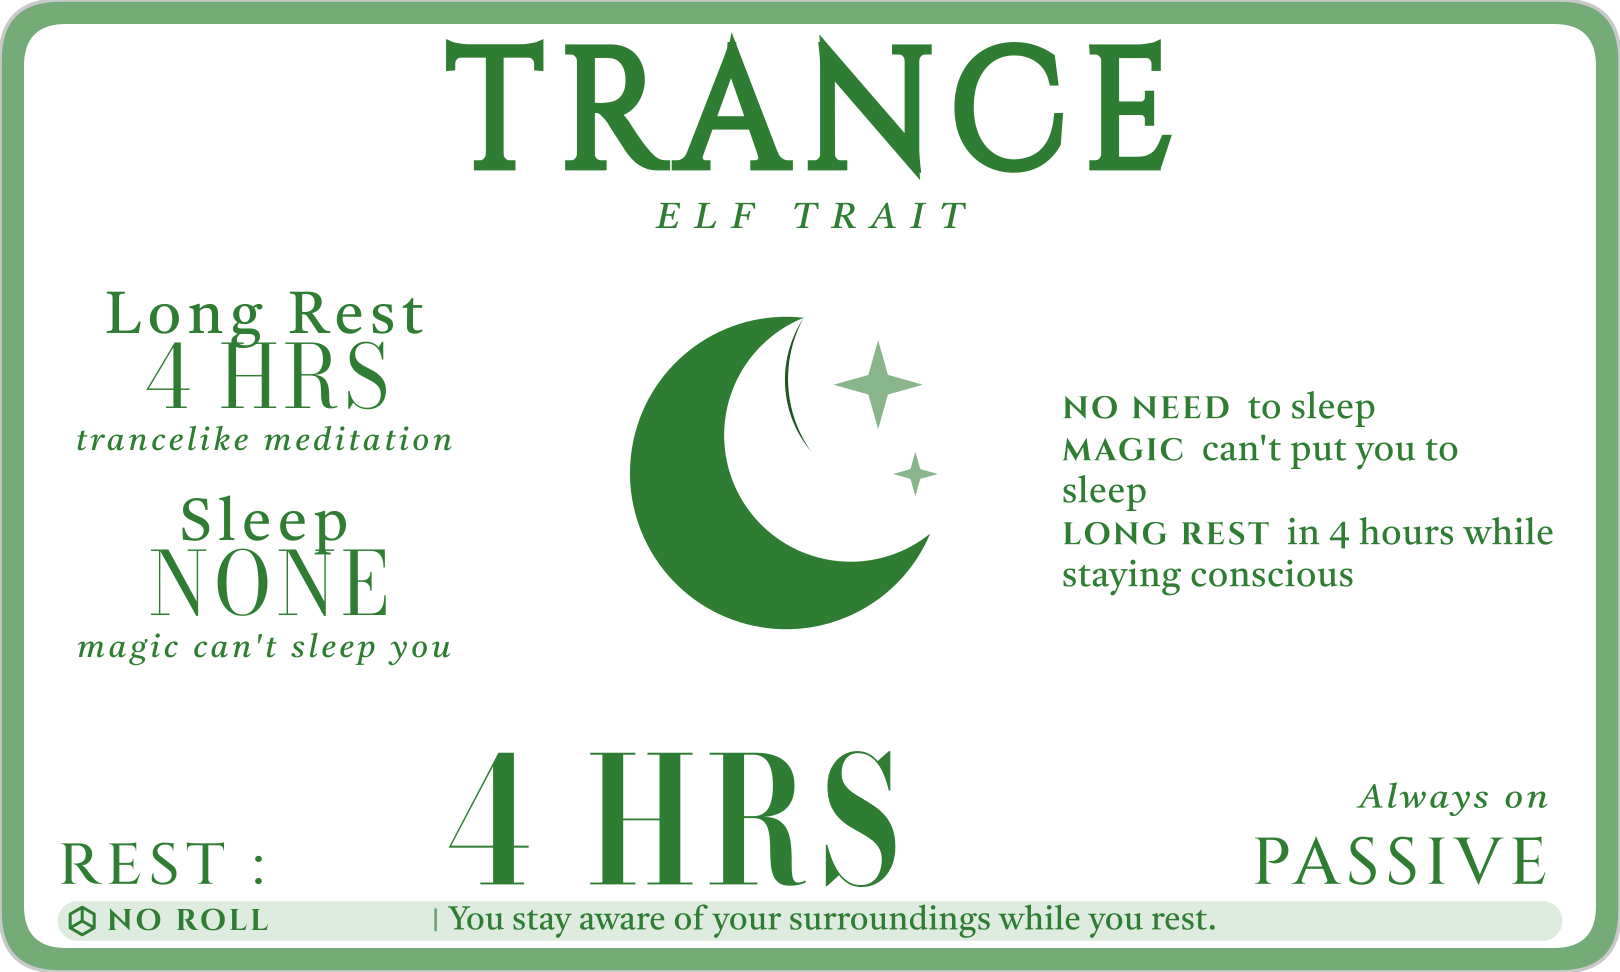 TRANCE
ELF TRAIT
Long Rest
4 HRS
trancelike meditation
Sleep
NONE
magic can't sleep you
NO NEED to sleep
MAGIC can't put you to
sleep
LONG REST in 4 hours while
staying conscious
REST :
4 HRS
Always on
PASSIVE
NO ROLL
| You stay aware of your surroundings while you rest.